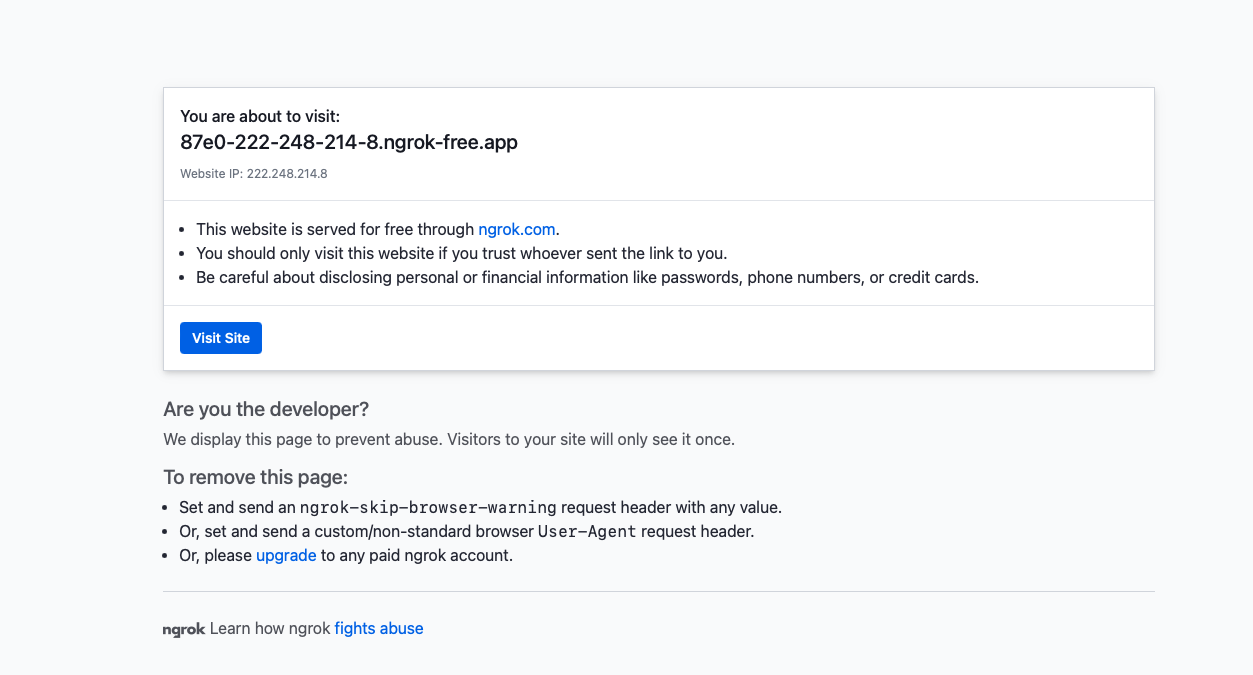 You are about to visit:
87e0-222-248-214-8.ngrok-free.app
Website IP: 222.248.214.8
• This website is served for free through ngrok.com.
• You should only visit this website if you trust whoever sent the link to you.
• Be careful about disclosing personal or financial information like passwords, phone numbers, or credit cards.
Visit Site
Are you the developer?
We display this page to prevent abuse. Visitors to your site will only see it once.
To remove this page:
• Set and send an ngrok-skip-browser-warning request header with any value.
• Or, set and send a custom/non-standard browser User-Agent request header.
• Or, please upgrade to any paid ngrok account.
ngrok Learn how ngrok fights abuse